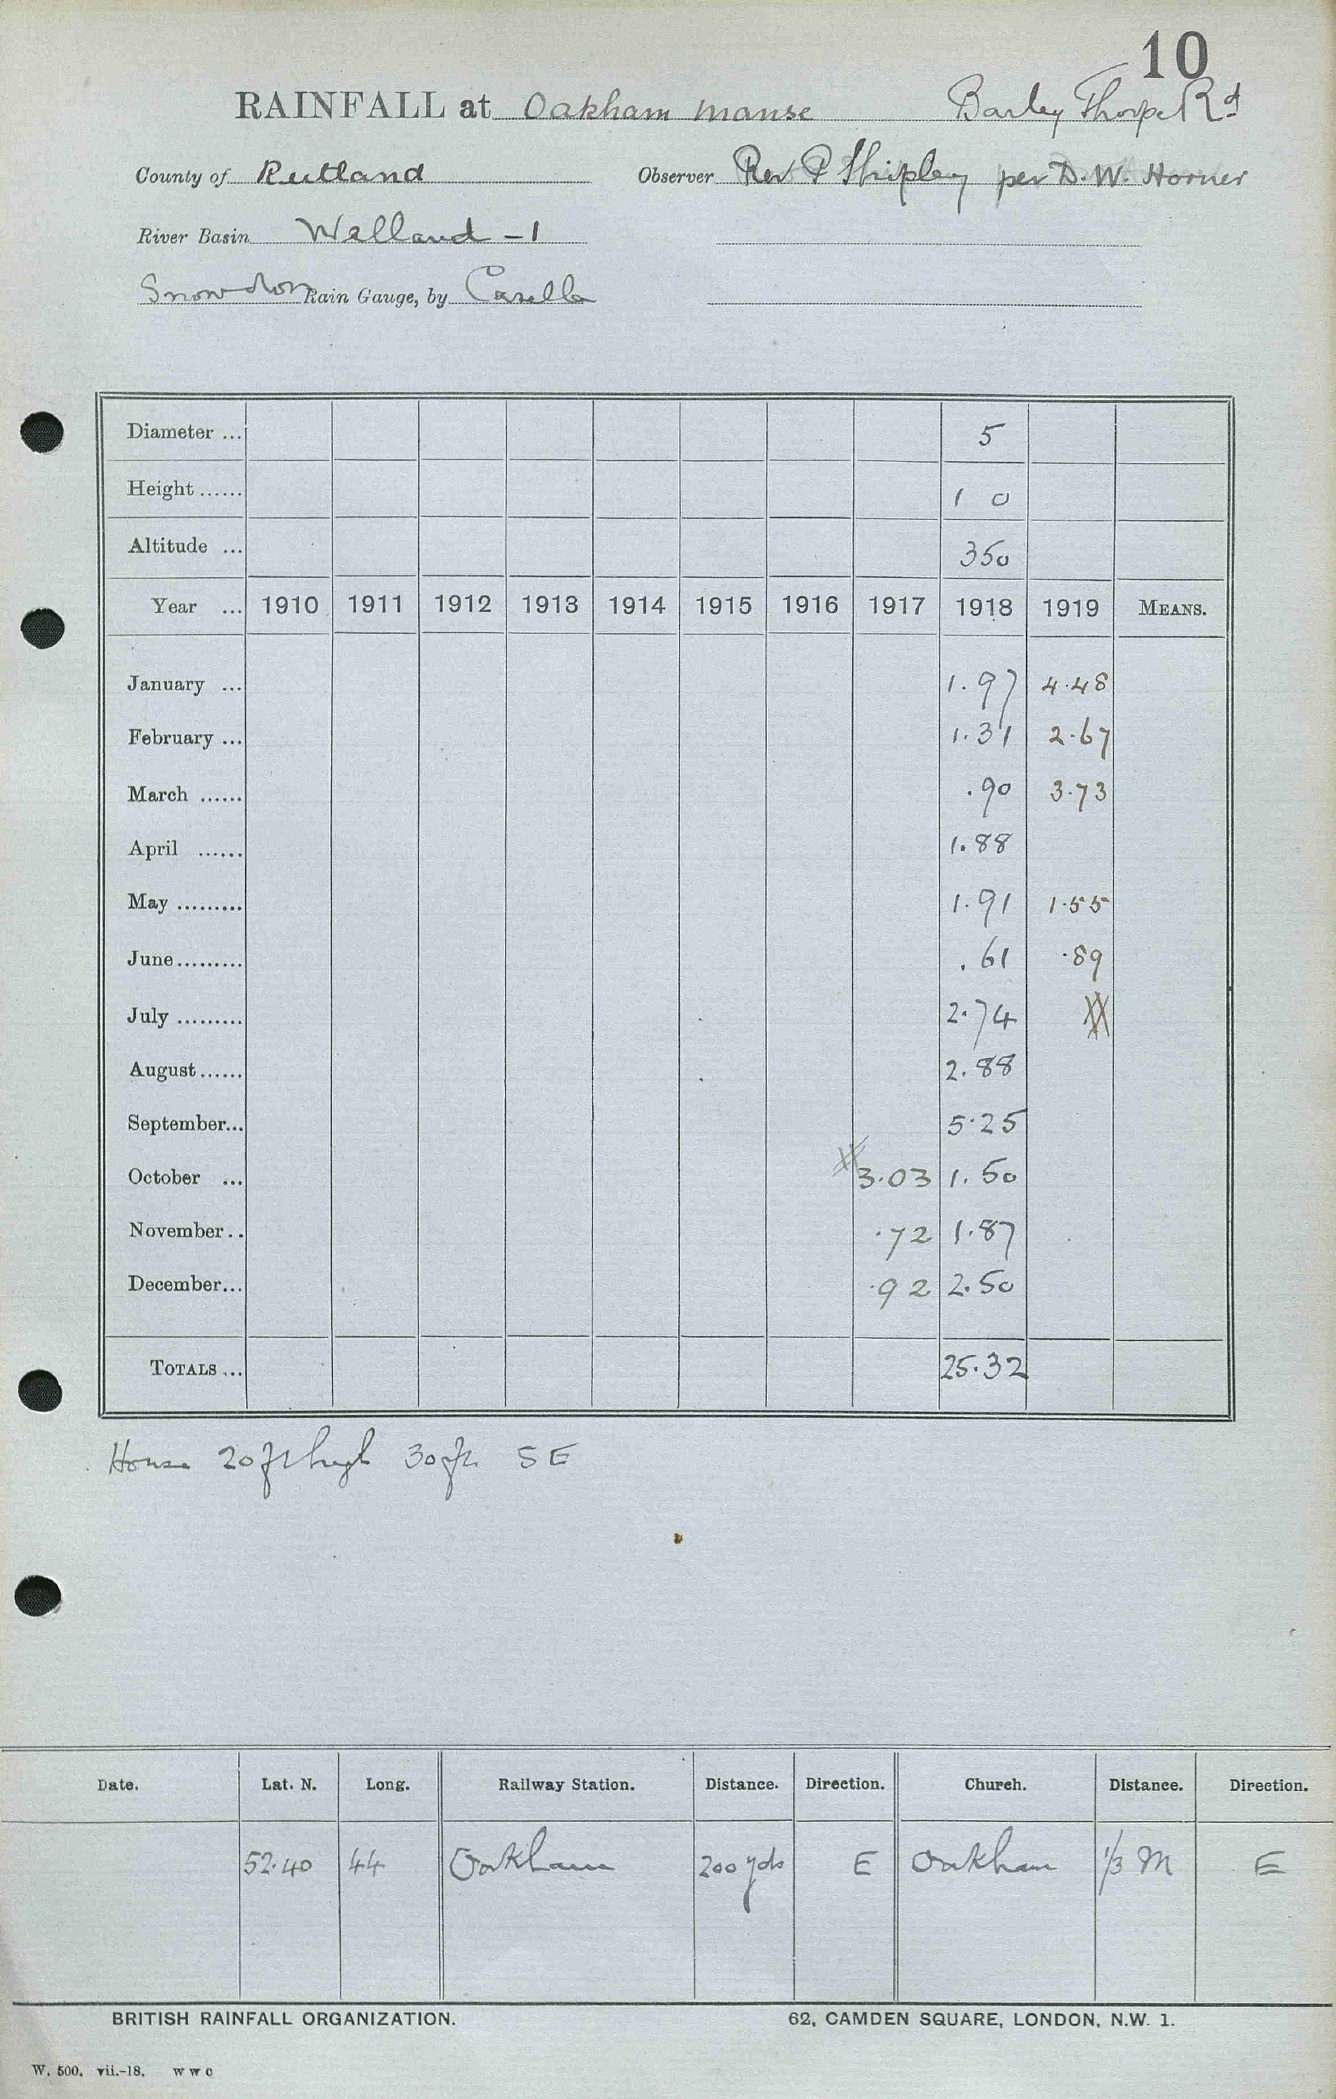 10
RAINFALL at Oakham Manse Barley Thorpe Rd
County of Rutland Observer Rev P Shipley per D. W. Horner
River Basin Welland - 1
Snowdon Rain Gauge, by Casella
Diameter ... 5
Height ...... 1 0
Altitude ... 350
Year ... 1910 1911 1912 1913 1914 1915 1916 1917 1918 1919 MEANS.
January ... 1.97 4.48
February ... 1.31 2.67
March ...... .90 3.73
April ...... 1.88
May ......... 1.91 1.55
June ......... .61 .89
July ......... 2.74
August ...... 2.88
September... 5.25
October ... 3.03 1.50
November .. .72 1.87
December... .92 2.50
TOTALS ... 25.32
House 20 ft high 30 ft SE
Date. Lat. N. Long. Railway Station. Distance. Direction. Church. Distance. Direction.
52.40 44 Oakham 200 yds E Oakham 1/3 M E
BRITISH RAINFALL ORGANIZATION. 62, CAMDEN SQUARE, LONDON, N.W. 1.
W. 500. vii.-18. W W C